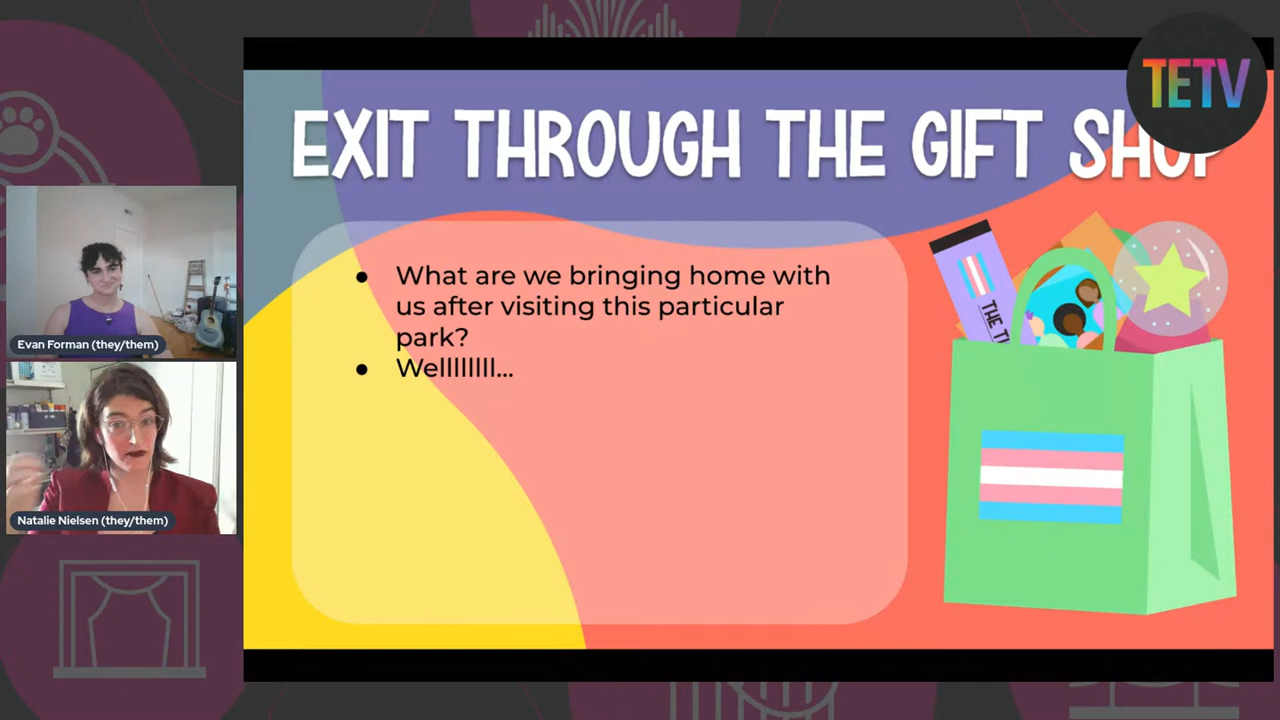 TETV
EXIT THROUGH THE GIFT SHOP
What are we bringing home with
us after visiting this particular
park?
Wellllllll...
THE
Evan Forman (they/them)
Natalie Nielsen (they/them)